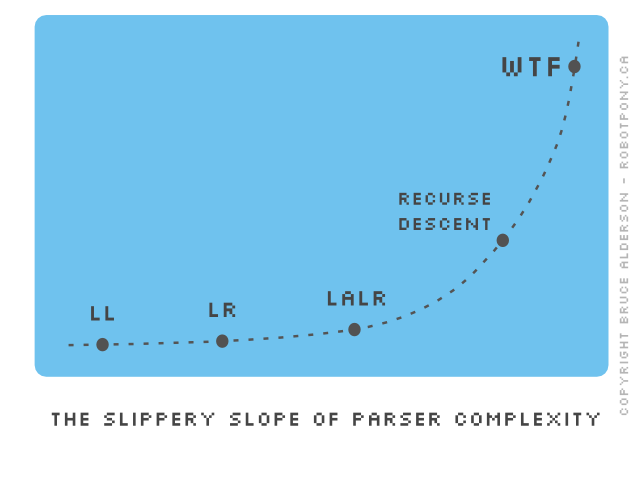 WTF
RECURSE
DESCENT
LALR
LR
LL
THE SLIPPERY SLOPE OF PARSER COMPLEXITY
COPYRIGHT BRUCE ALDERSON - ROBOTPONY.CA